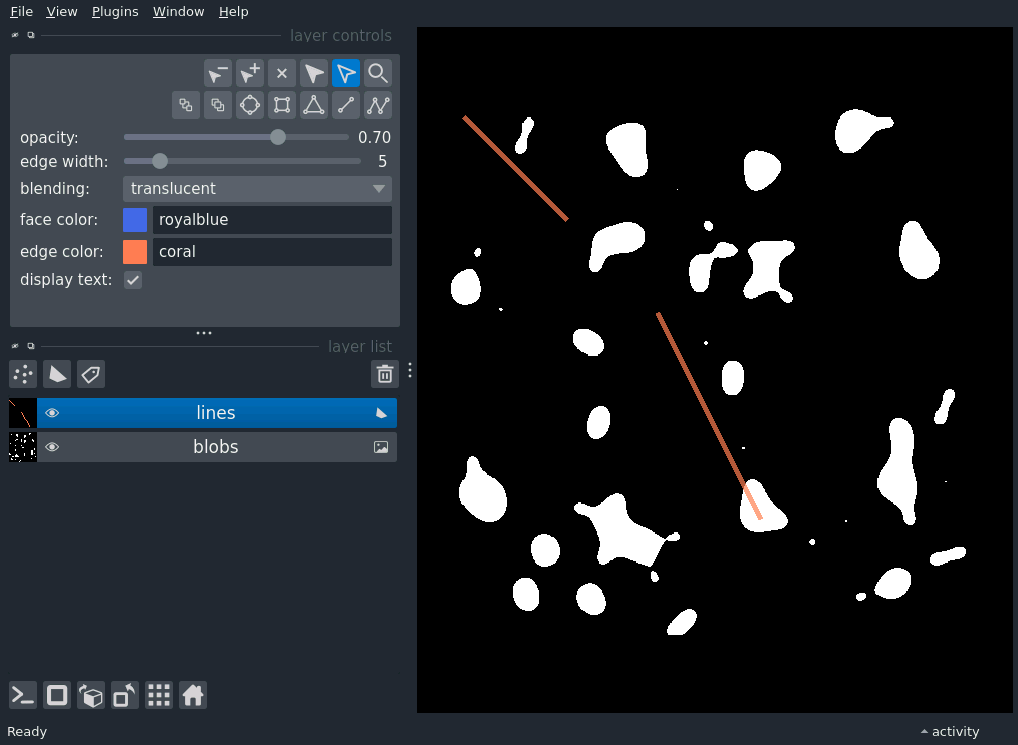 File View Plugins Window Help
layer controls
opacity: 0.70
edge width: 5
blending: translucent
face color: royalblue
edge color: coral
display text:
layer list
lines
blobs
Ready activity